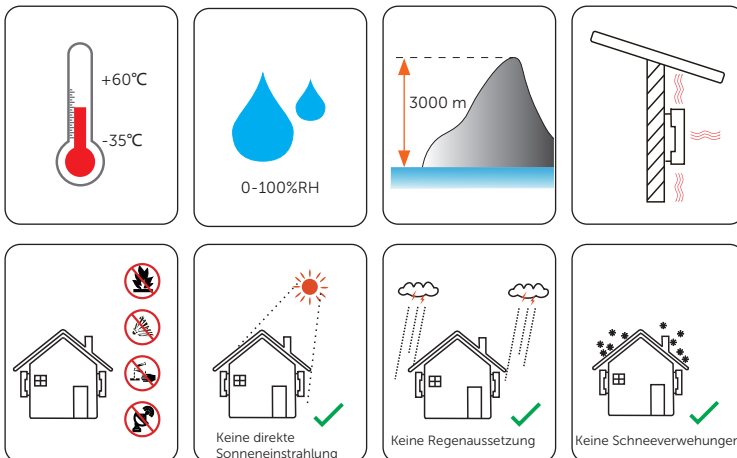 +60℃
-35℃
0-100%RH
3000 m
Keine direkte
Sonneneinstrahlung
Keine Regenaussetzung
Keine Schneeverwehungen